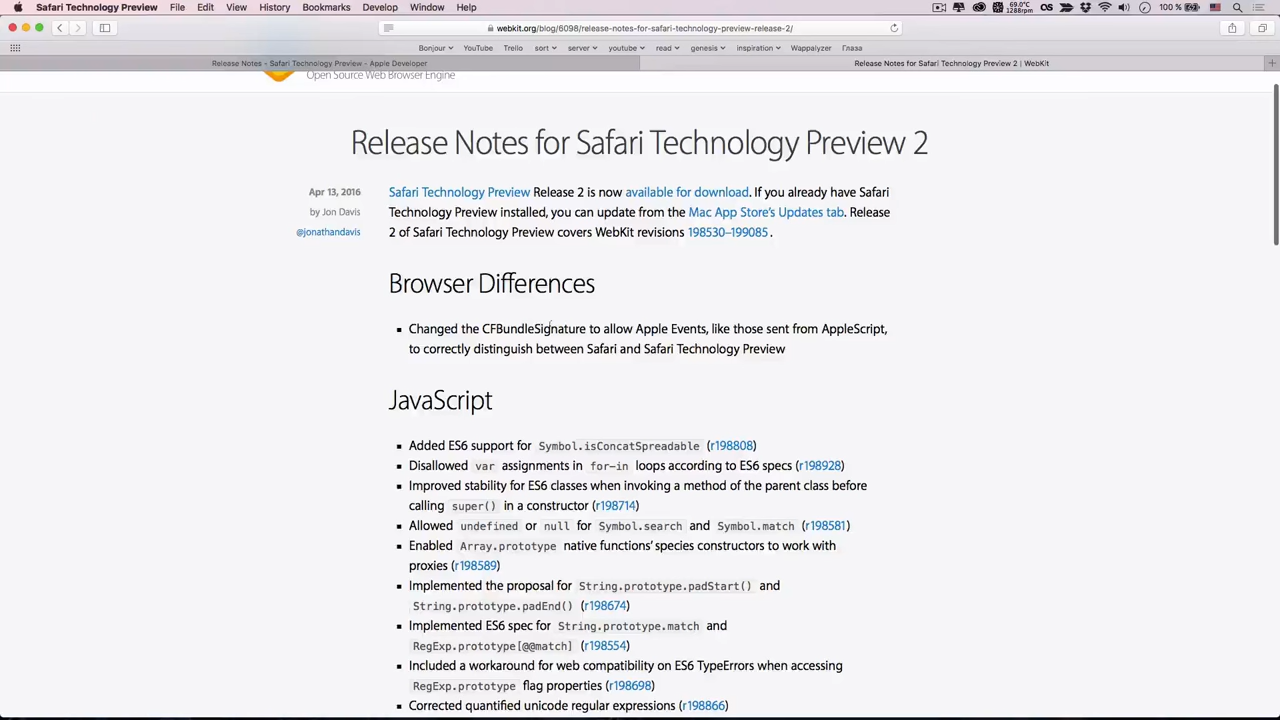 Safari Technology Preview File Edit View History Bookmarks Develop Window Help 69.0°C 1288rpm OS 100 %
webkit.org/blog/6098/release-notes-for-safari-technology-preview-release-2/
Bonjour YouTube Trello sort server youtube read genesis inspiration Wappalyzer Глаза
Release Notes - Safari Technology Preview - Apple Developer Release Notes for Safari Technology Preview 2 | WebKit
Open Source Web Browser Engine
Release Notes for Safari Technology Preview 2
Apr 13, 2016
by Jon Davis
@jonathandavis
Safari Technology Preview Release 2 is now available for download. If you already have Safari
Technology Preview installed, you can update from the Mac App Store's Updates tab. Release
2 of Safari Technology Preview covers WebKit revisions 198530–199085.
Browser Differences
Changed the CFBundleSignature to allow Apple Events, like those sent from AppleScript,
to correctly distinguish between Safari and Safari Technology Preview
JavaScript
Added ES6 support for Symbol.isConcatSpreadable (r198808)
Disallowed var assignments in for-in loops according to ES6 specs (r198928)
Improved stability for ES6 classes when invoking a method of the parent class before
calling super() in a constructor (r198714)
Allowed undefined or null for Symbol.search and Symbol.match (r198581)
Enabled Array.prototype native functions' species constructors to work with
proxies (r198589)
Implemented the proposal for String.prototype.padStart() and
String.prototype.padEnd() (r198674)
Implemented ES6 spec for String.prototype.match and
RegExp.prototype[@@match] (r198554)
Included a workaround for web compatibility on ES6 TypeErrors when accessing
RegExp.prototype flag properties (r198698)
Corrected quantified unicode regular expressions (r198866)